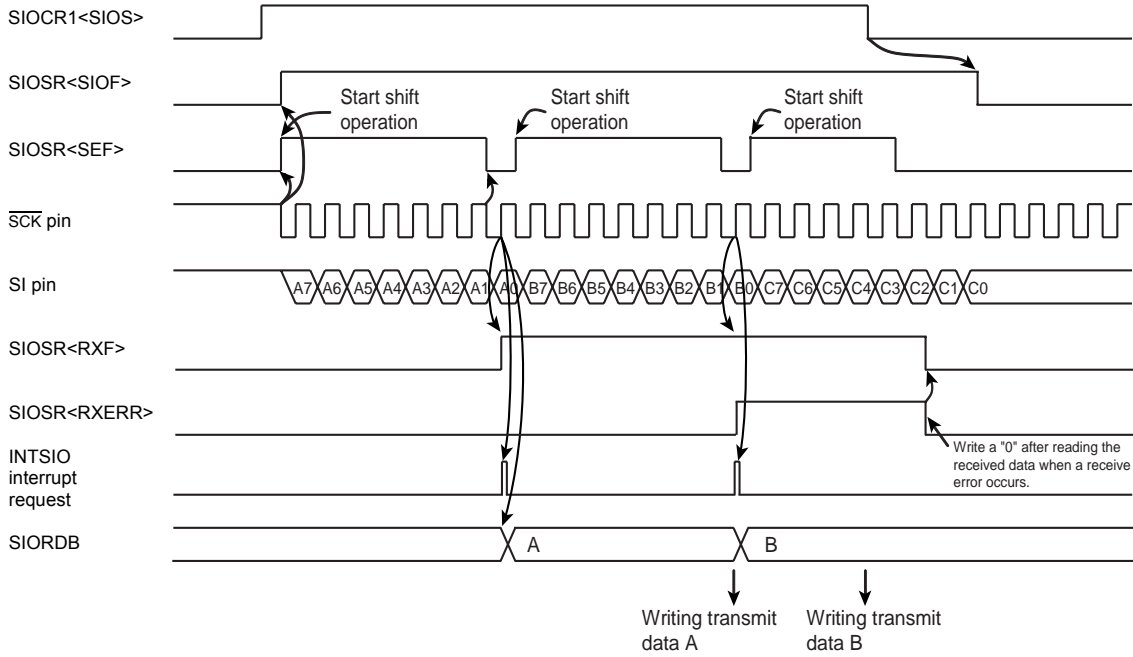 SIOCR1<SIOS>
SIOSR<SIOF>
Start shift
operation
Start shift
operation
Start shift
operation
SIOSR<SEF>
SCK pin
SI pin
A7 A6 A5 A4 A3 A2 A1 A0 B7 B6 B5 B4 B3 B2 B1 B0 C7 C6 C5 C4 C3 C2 C1 C0
SIOSR<RXF>
SIOSR<RXERR>
Write a "0" after reading the
received data when a receive
error occurs.
INTSIO
interrupt
request
SIORDB
A
B
Writing transmit
data A
Writing transmit
data B